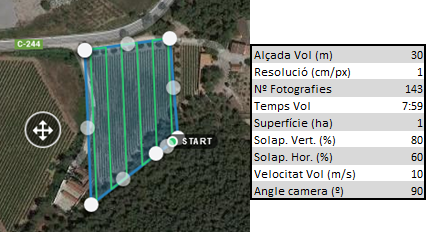 C-244
START
Alçada Vol (m) 30
Resolució (cm/px) 1
Nº Fotografies 143
Temps Vol 7:59
Superfície (ha) 1
Solap. Vert. (%) 80
Solap. Hor. (%) 60
Velocitat Vol (m/s) 10
Angle camera (º) 90